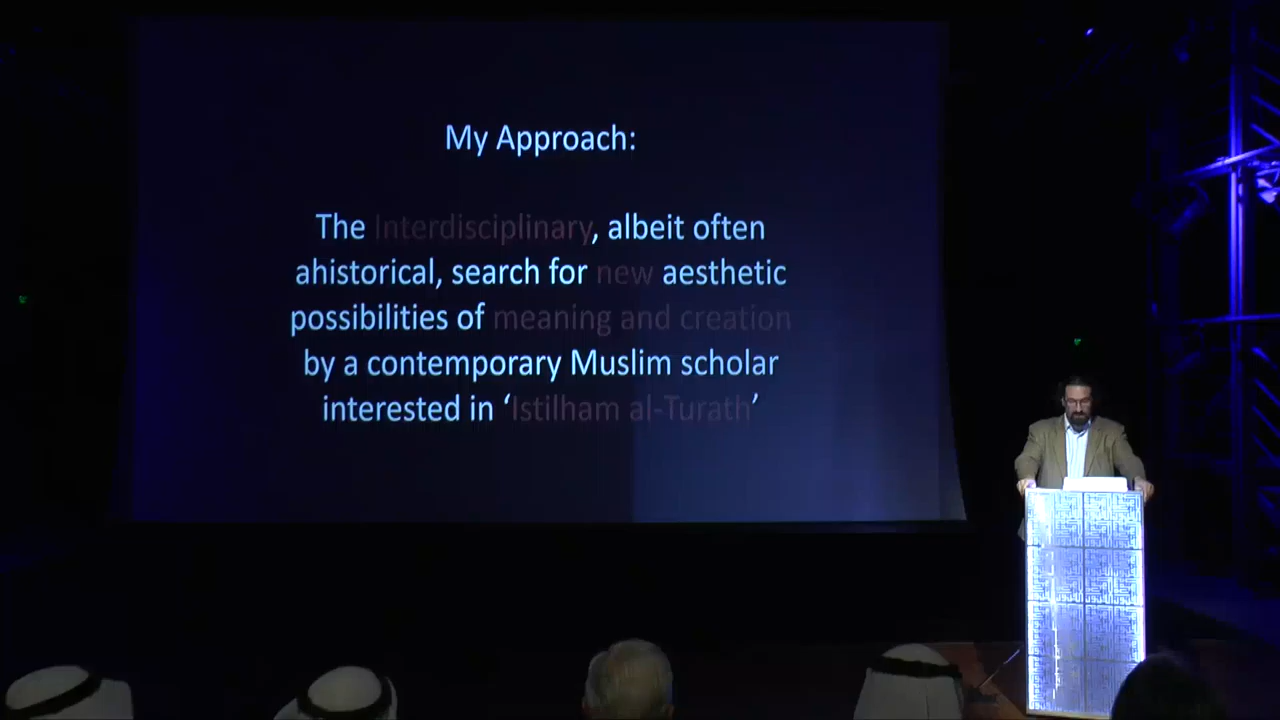 My Approach:
The Interdisciplinary, albeit often
ahistorical, search for new aesthetic
possibilities of meaning and creation
by a contemporary Muslim scholar
interested in ‘Istilham al-Turath’